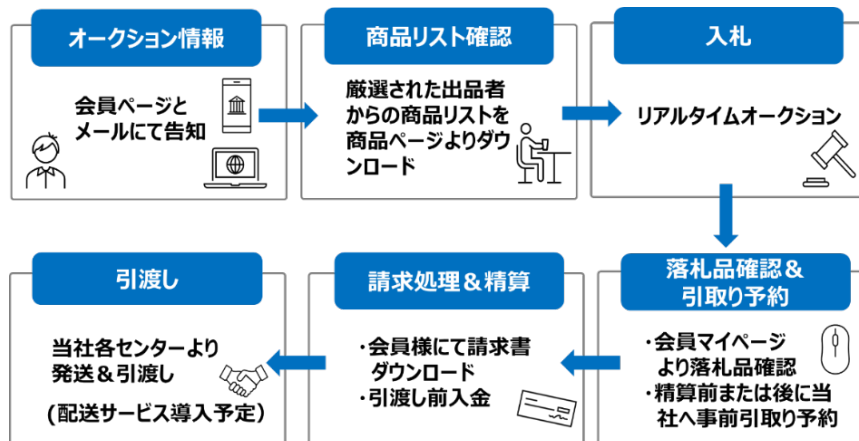 オークション情報
会員ページと
メールにて告知
商品リスト確認
厳選された出品者
からの商品リストを
商品ページよりダウ
ンロード
入札
リアルタイムオークション
落札品確認＆
引取り予約
・会員マイページ
より落札品確認
・精算前または後に当
社へ事前引取り予約
請求処理＆精算
・会員様にて請求書
ダウンロード
・引渡し前入金
引渡し
当社各センターより
発送＆引渡し
(配送サービス導入予定)